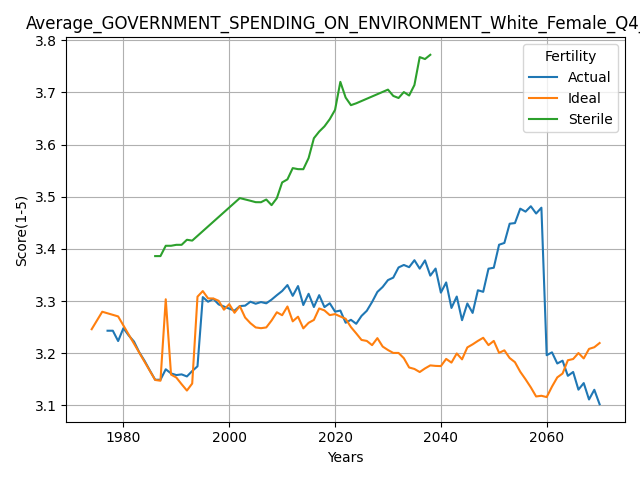 Average_GOVERNMENT_SPENDING_ON_ENVIRONMENT_White_Female_Q4_
Fertility
Actual
Ideal
Sterile
Score(1-5)
3.8
3.7
3.6
3.5
3.4
3.3
3.2
3.1
1980 2000 2020 2040 2060
Years